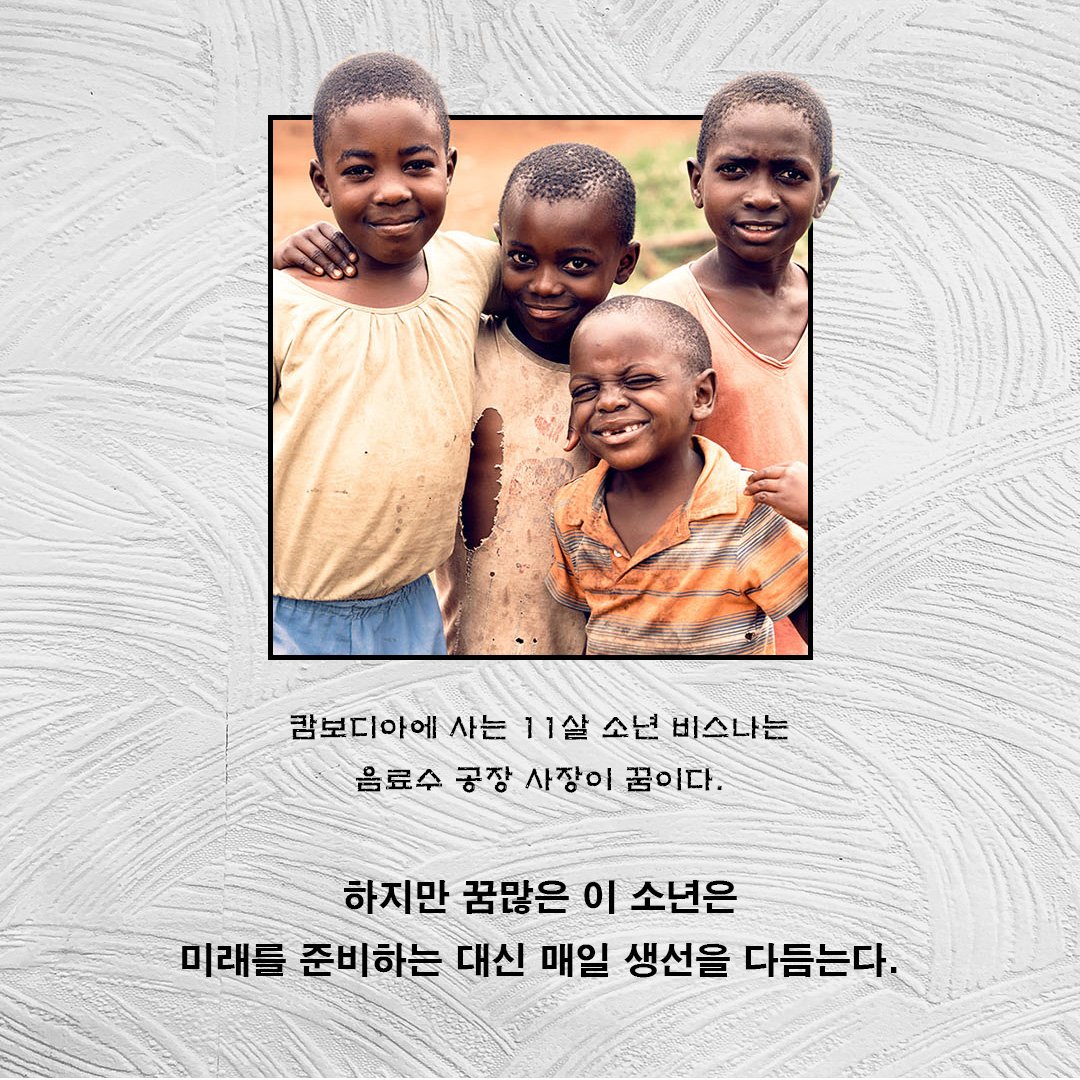 캄보디아에 사는 11살 소년 비스나는
음료수 공장 사장이 꿈이다.
하지만 꿈많은 이 소년은
미래를 준비하는 대신 매일 생선을 다듬는다.